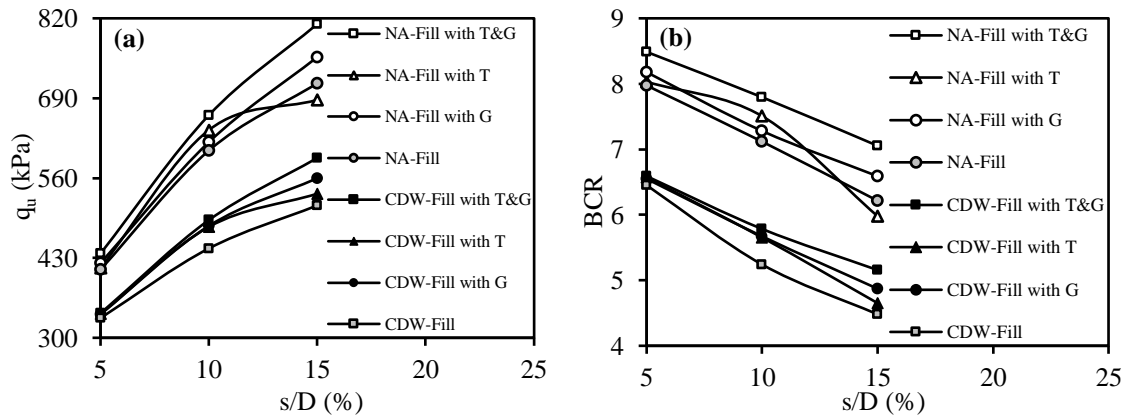 (a)
820
690
560
430
300
qu (kPa)
5 10 15 20 25
s/D (%)
NA-Fill with T&G
NA-Fill with T
NA-Fill with G
NA-Fill
CDW-Fill with T&G
CDW-Fill with T
CDW-Fill with G
CDW-Fill
(b)
9
8
7
6
5
4
BCR
5 10 15 20 25
s/D (%)
NA-Fill with T&G
NA-Fill with T
NA-Fill with G
NA-Fill
CDW-Fill with T&G
CDW-Fill with T
CDW-Fill with G
CDW-Fill